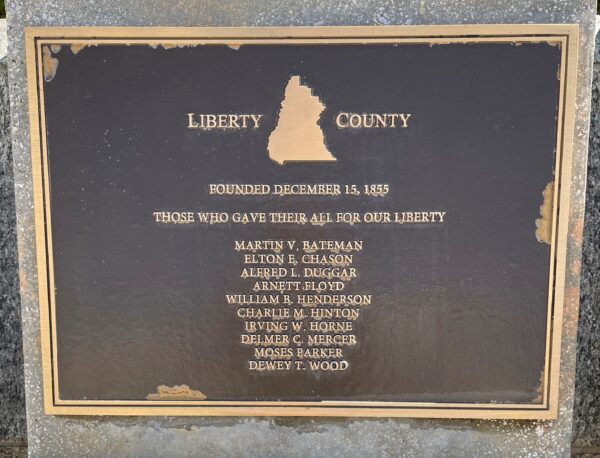 LIBERTY COUNTY
FOUNDED DECEMBER 15, 1855
THOSE WHO GAVE THEIR ALL FOR OUR LIBERTY
MARTIN V. BATEMAN
ELTON E. CHASON
ALFRED L. DUGGAR
ARNETT FLOYD
WILLIAM B. HENDERSON
CHARLIE M. HINTON
IRVING W. HORNE
DELMER C. MERCER
MOSES PARKER
DEWEY T. WOOD